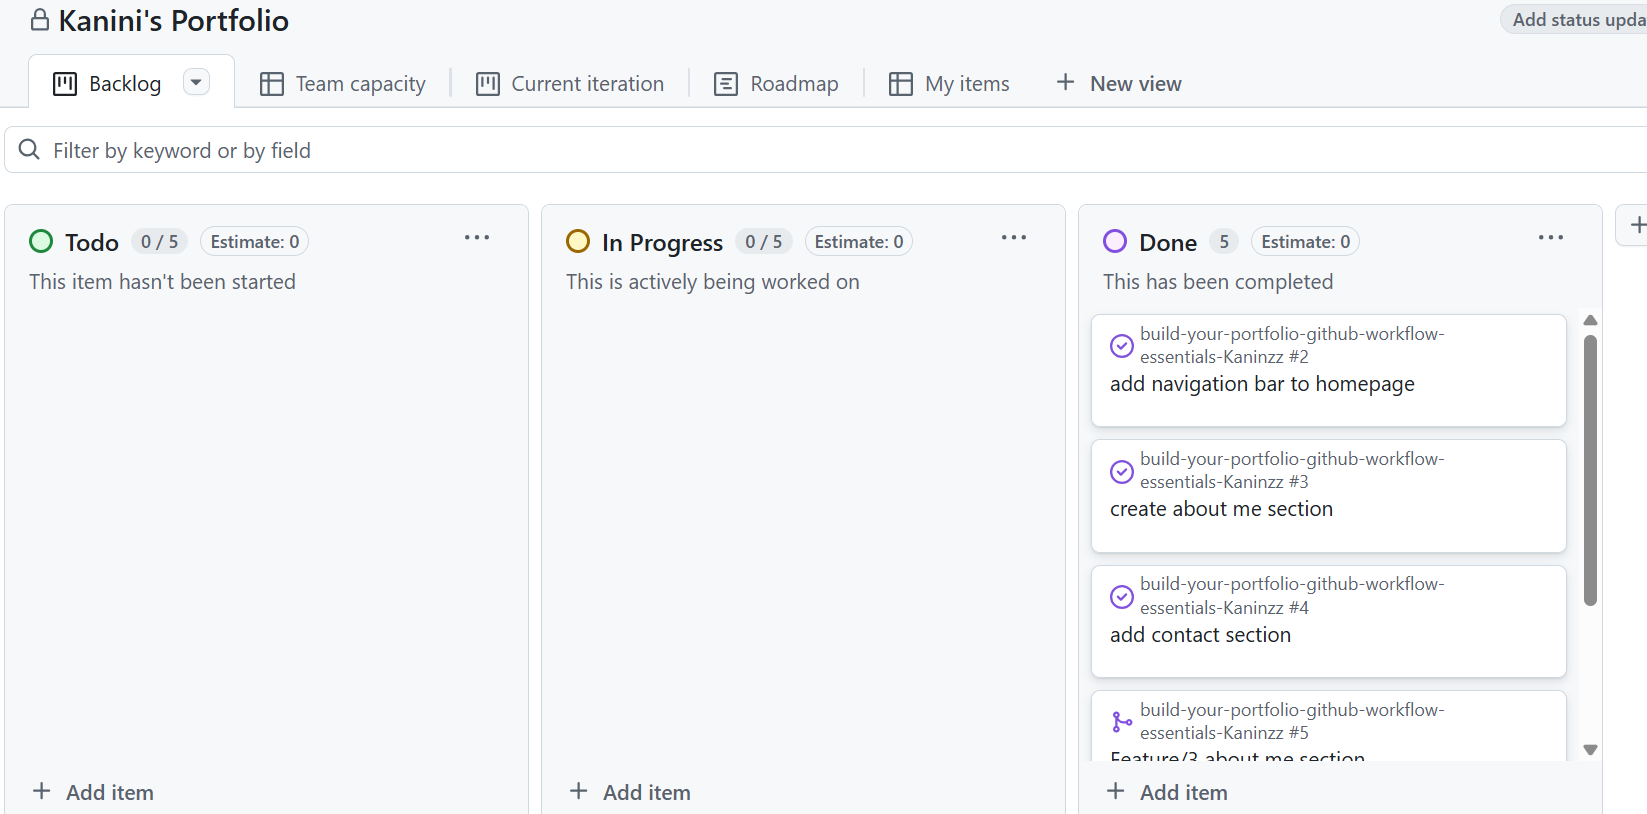 Kanini's Portfolio
Add status upda
Backlog
Team capacity
Current iteration
Roadmap
My items
New view
Filter by keyword or by field
Todo 0 / 5 Estimate: 0
This item hasn't been started
Add item
In Progress 0 / 5 Estimate: 0
This is actively being worked on
Add item
Done 5 Estimate: 0
This has been completed
build-your-portfolio-github-workflow-
essentials-Kaninzz #2
add navigation bar to homepage
build-your-portfolio-github-workflow-
essentials-Kaninzz #3
create about me section
build-your-portfolio-github-workflow-
essentials-Kaninzz #4
add contact section
build-your-portfolio-github-workflow-
essentials-Kaninzz #5
Feature/3 about me section
Add item